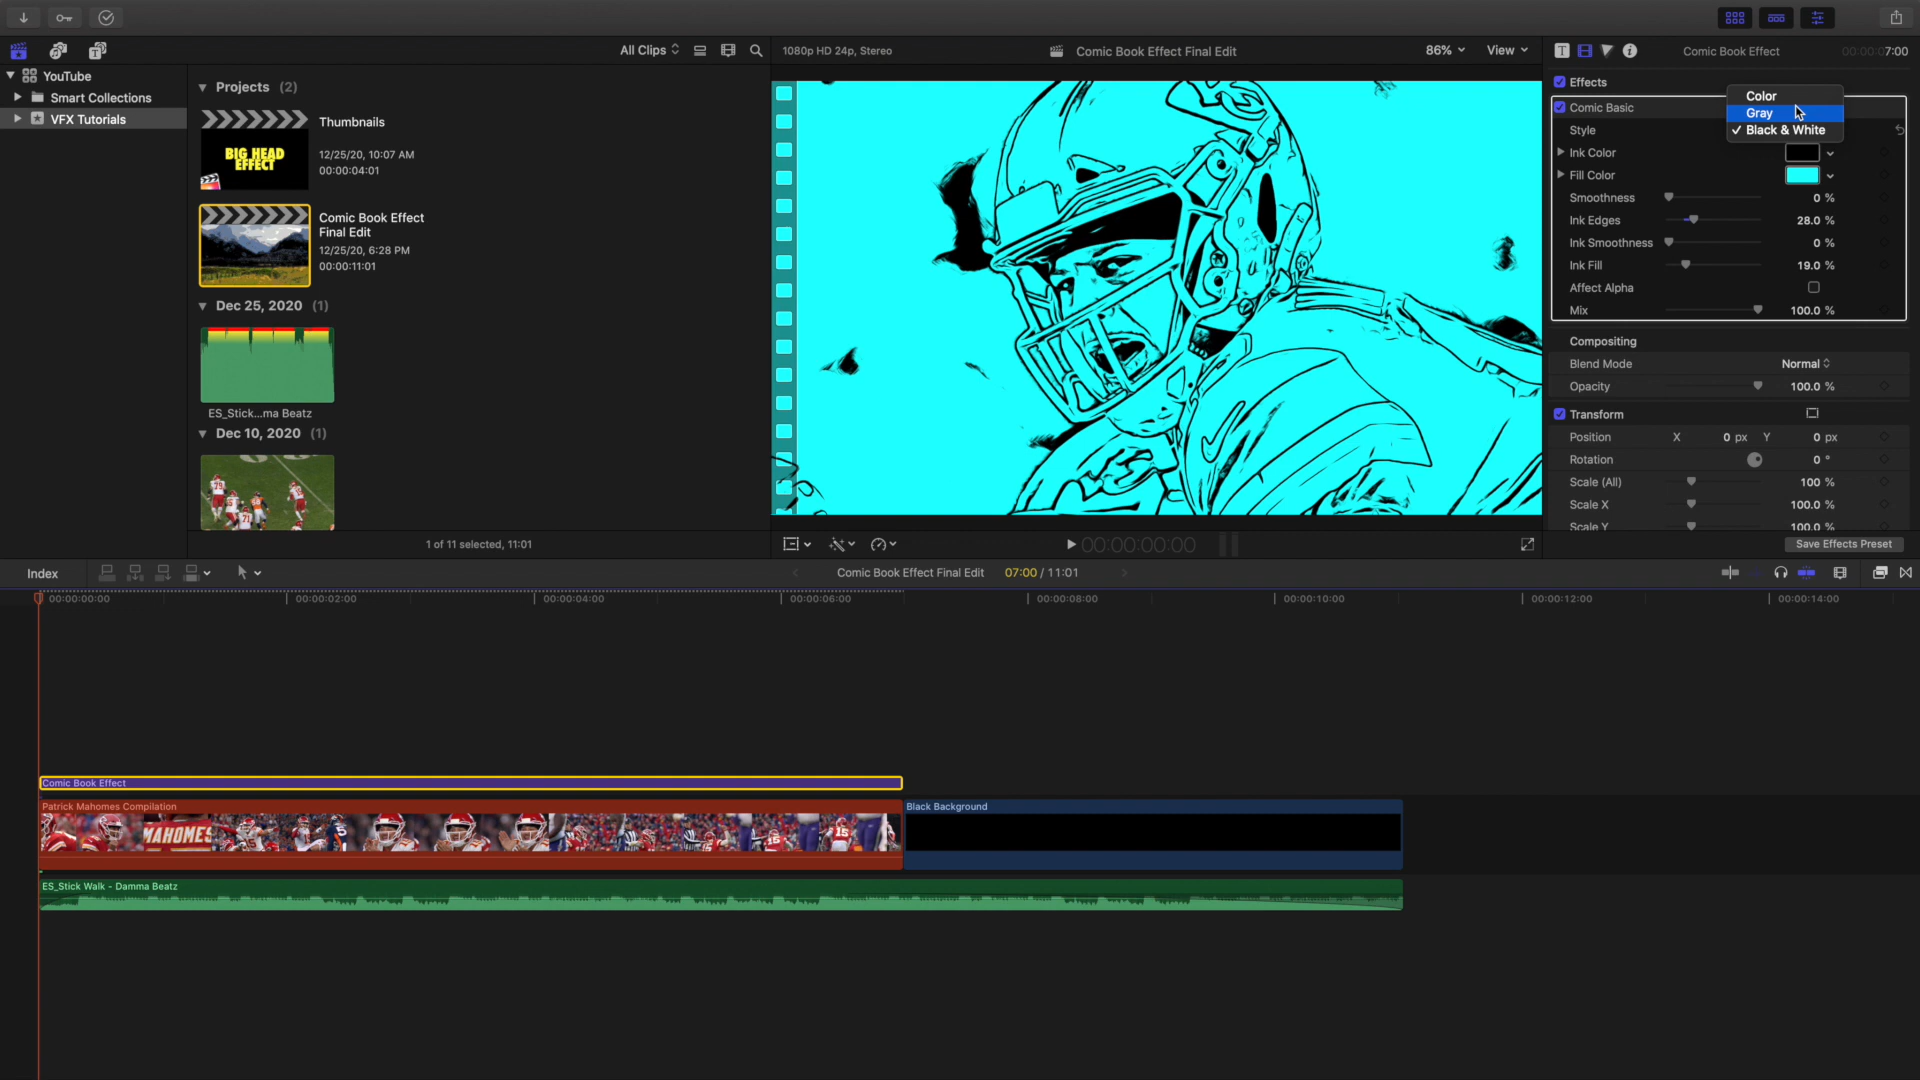 All Clips
1080p HD 24p, Stereo
Comic Book Effect Final Edit
86%
View
Comic Book Effect
00:00:07:00
YouTube
Smart Collections
VFX Tutorials
Projects (2)
BIG HEAD
EFFECT
Thumbnails
12/25/20, 10:07 AM
00:00:04:01
Comic Book Effect
Final Edit
12/25/20, 6:28 PM
00:00:11:01
Dec 25, 2020 (1)
ES_Stick...ma Beatz
Dec 10, 2020 (1)
1 of 11 selected, 11:01
00:00:00:00
Effects
Comic Basic
Style
Color
Gray
✓ Black & White
Ink Color
Fill Color
Smoothness 0 %
Ink Edges 28.0 %
Ink Smoothness 0 %
Ink Fill 19.0 %
Affect Alpha
Mix 100.0 %
Compositing
Blend Mode Normal
Opacity 100.0 %
Transform
Position X 0 px Y 0 px
Rotation 0 °
Scale (All) 100 %
Scale X 100.0 %
Scale Y 100.0 %
Save Effects Preset
Index
Comic Book Effect Final Edit 07:00 / 11:01
00:00:00:00 00:00:02:00 00:00:04:00 00:00:06:00 00:00:08:00 00:00:10:00 00:00:12:00 00:00:14:00
Comic Book Effect
Patrick Mahomes Compilation
MAHOMES
15
15
Black Background
ES_Stick Walk - Damma Beatz